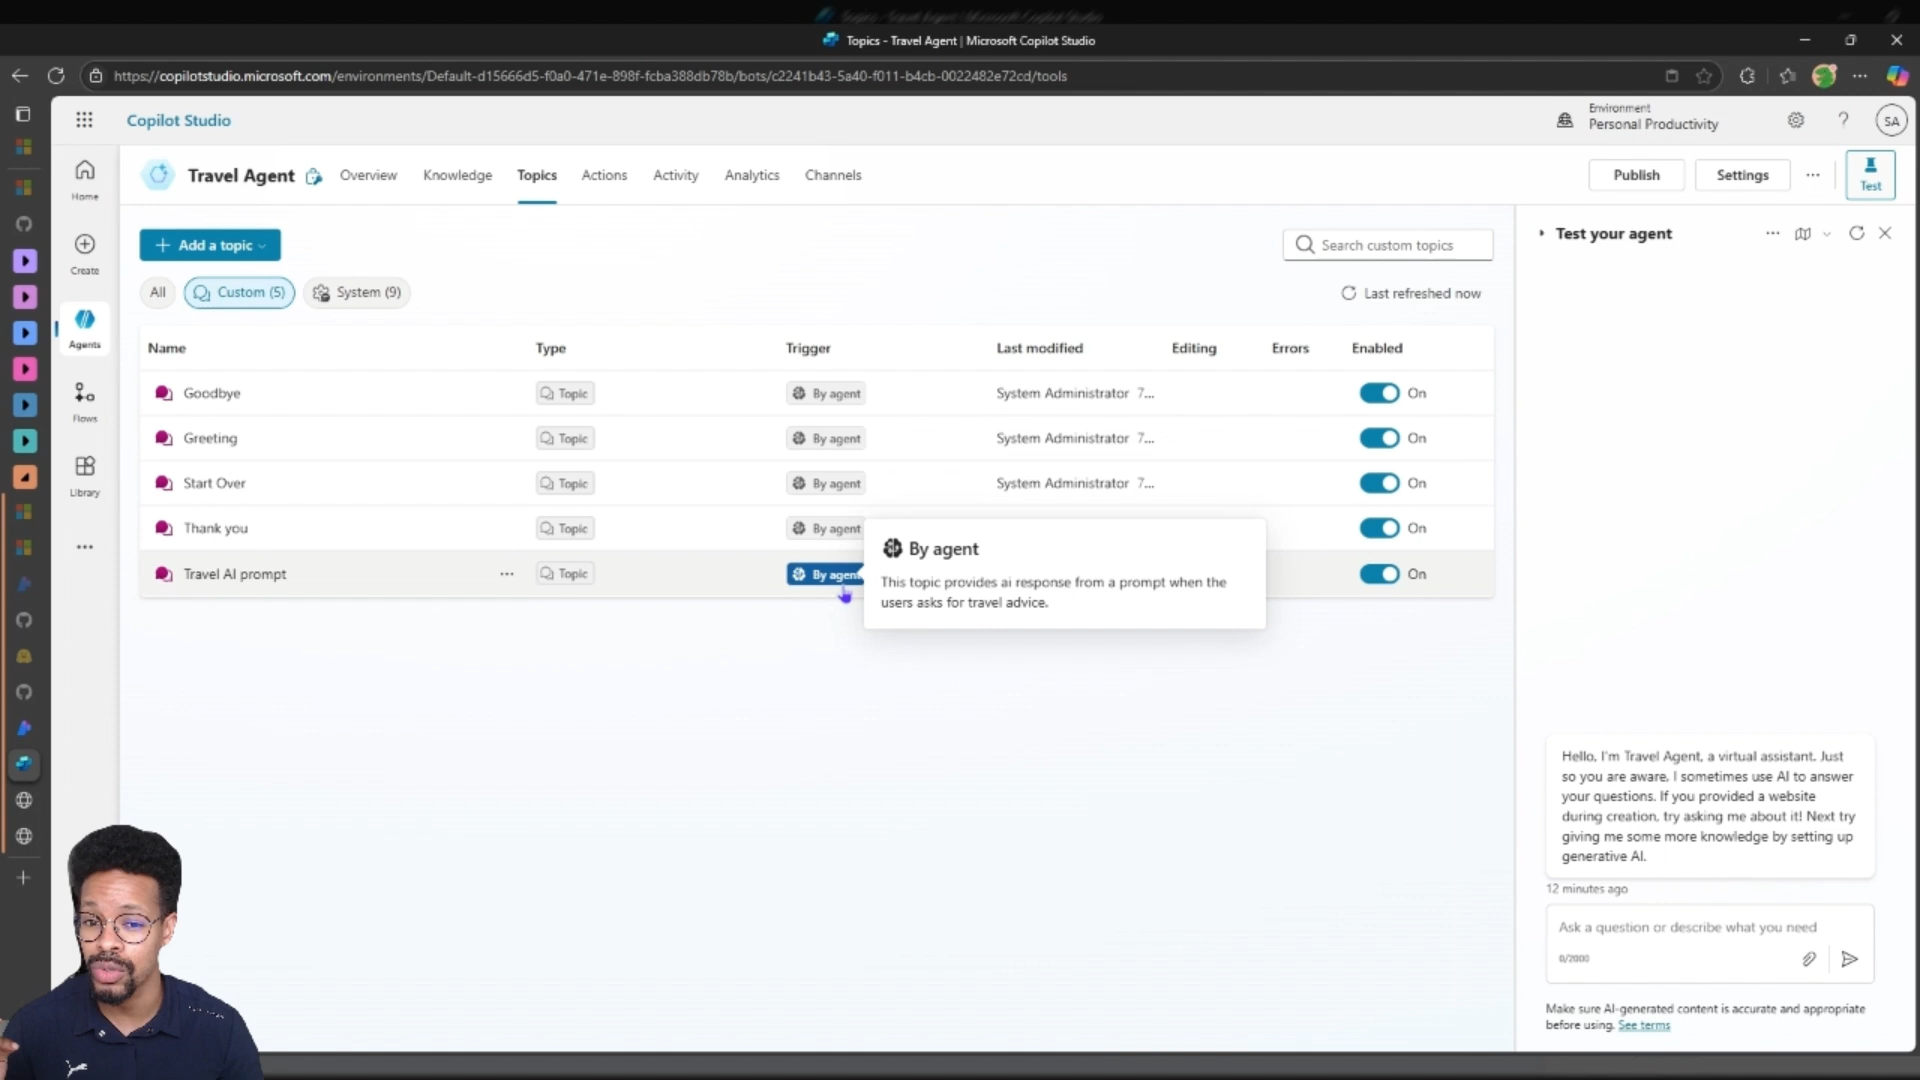 Topics - Travel Agent | Microsoft Copilot Studio
https://copilotstudio.microsoft.com/environments/Default-d15666d5-f0a0-471e-898f-fcba388db78b/bots/c2241b43-5a40-f011-b4cb-0022482e72cd/tools
Copilot Studio
Environment
Personal Productivity
SA
Home
Create
Agents
Flows
Library
Travel Agent
Overview
Knowledge
Topics
Actions
Activity
Analytics
Channels
Publish
Settings
Test
Add a topic
Search custom topics
All
Custom (5)
System (9)
Last refreshed now
Name Type Trigger Last modified Editing Errors Enabled
Goodbye Topic By agent System Administrator 7... On
Greeting Topic By agent System Administrator 7... On
Start Over Topic By agent System Administrator 7... On
Thank you Topic By agent On
Travel AI prompt Topic By agent On
By agent
This topic provides ai response from a prompt when the
users asks for travel advice.
Test your agent
Hello, I'm Travel Agent, a virtual assistant. Just
so you are aware, I sometimes use AI to answer
your questions. If you provided a website
during creation, try asking me about it! Next try
giving me some more knowledge by setting up
generative AI.
12 minutes ago
Ask a question or describe what you need
0/2000
Make sure AI-generated content is accurate and appropriate
before using. See terms